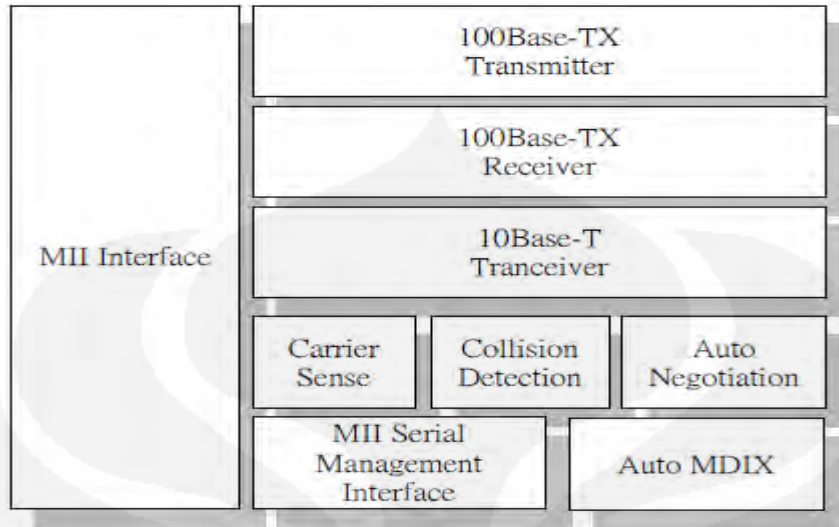 MII Interface
100Base-TX
Transmitter
100Base-TX
Receiver
10Base-T
Tranceiver
Carrier
Sense
Collision
Detection
Auto
Negotiation
MII Serial
Management
Interface
Auto MDIX